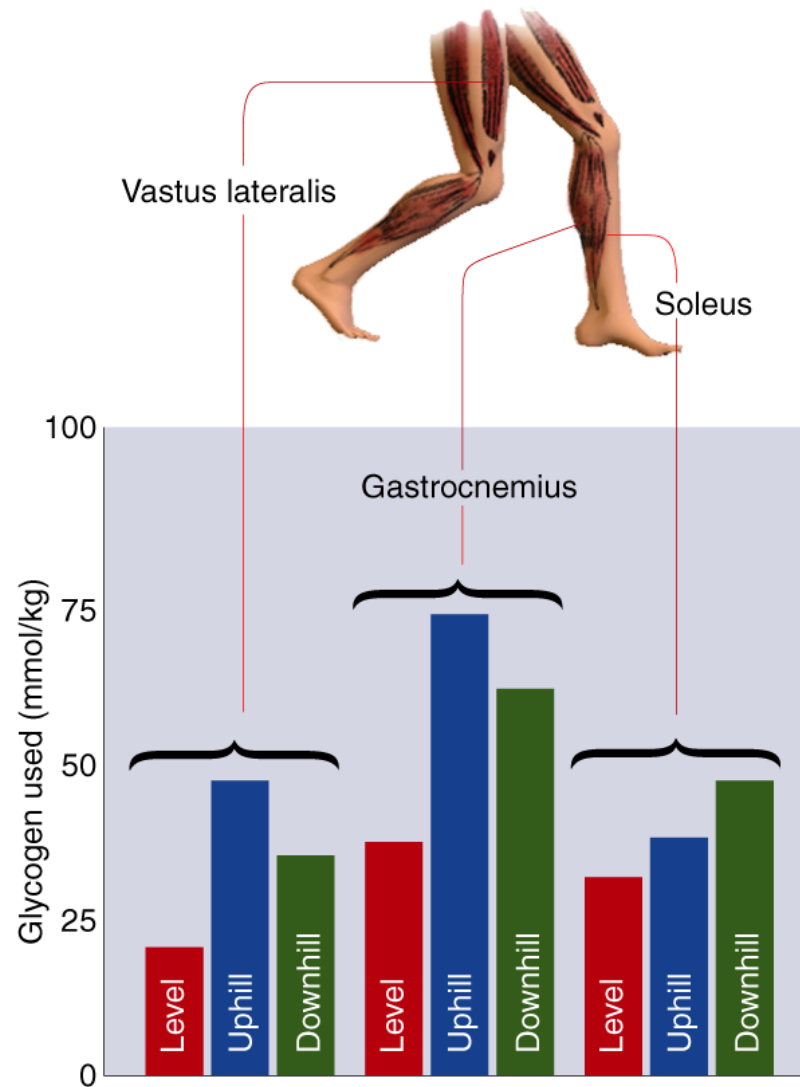 Vastus lateralis
Soleus
Gastrocnemius
Glycogen used (mmol/kg)
100
75
50
25
0
Level
Uphill
Downhill
Level
Uphill
Downhill
Level
Uphill
Downhill